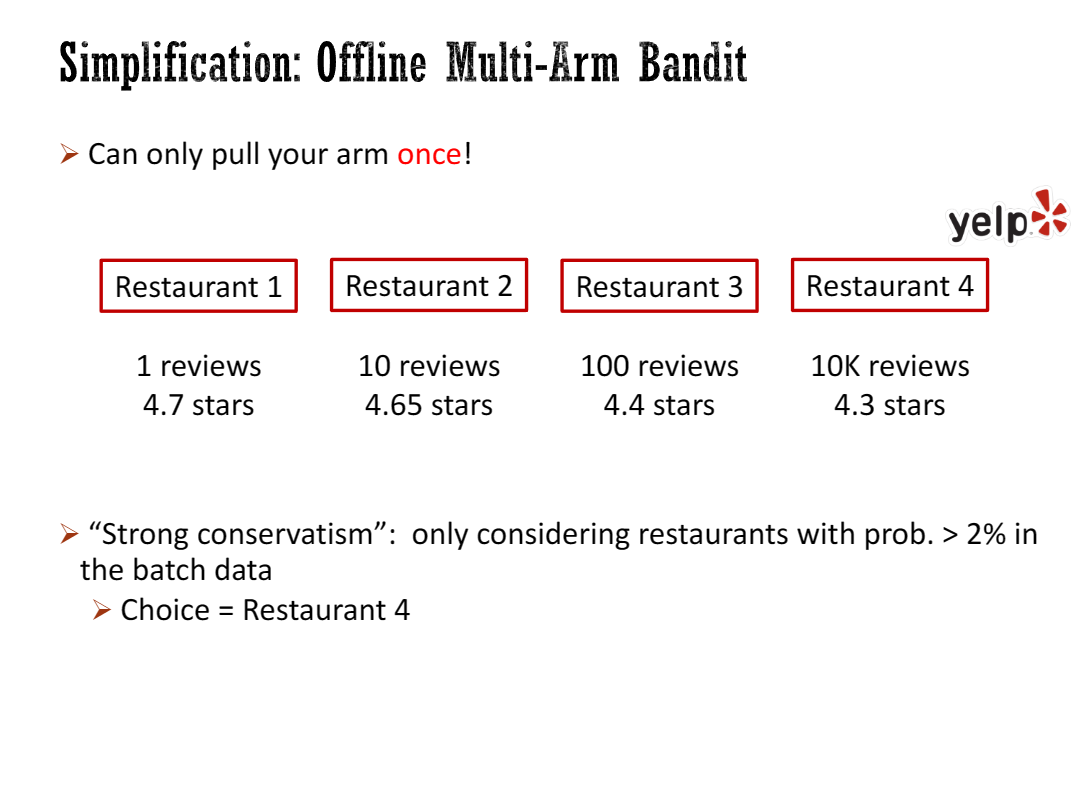 Simplification: Offline Multi-Arm Bandit
➢ Can only pull your arm once!
yelp
Restaurant 1 Restaurant 2 Restaurant 3 Restaurant 4
1 reviews 10 reviews 100 reviews 10K reviews
4.7 stars 4.65 stars 4.4 stars 4.3 stars
➢ “Strong conservatism”: only considering restaurants with prob. > 2% in
the batch data
➢ Choice = Restaurant 4